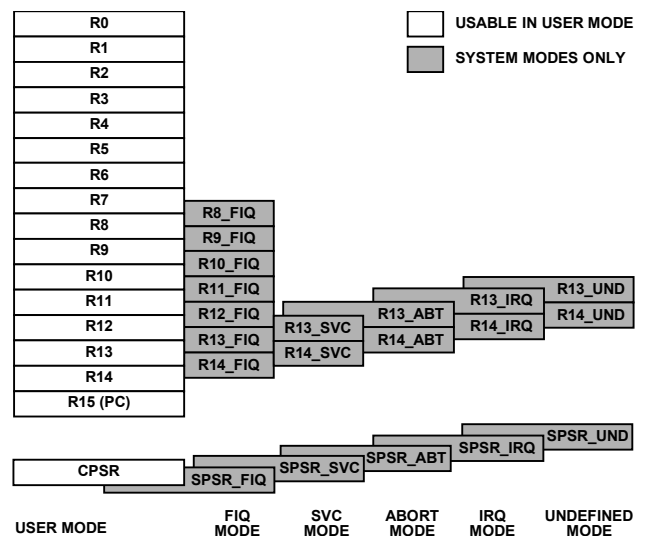 R0
R1
R2
R3
R4
R5
R6
R7
R8
R9
R10
R11
R12
R13
R14
R15 (PC)
CPSR
USER MODE
R8_FIQ
R9_FIQ
R10_FIQ
R11_FIQ
R12_FIQ
R13_FIQ
R14_FIQ
SPSR_FIQ
FIQ
MODE
R13_SVC
R14_SVC
SPSR_SVC
SVC
MODE
R13_ABT
R14_ABT
SPSR_ABT
ABORT
MODE
R13_IRQ
R14_IRQ
SPSR_IRQ
IRQ
MODE
R13_UND
R14_UND
SPSR_UND
UNDEFINED
MODE
USABLE IN USER MODE
SYSTEM MODES ONLY